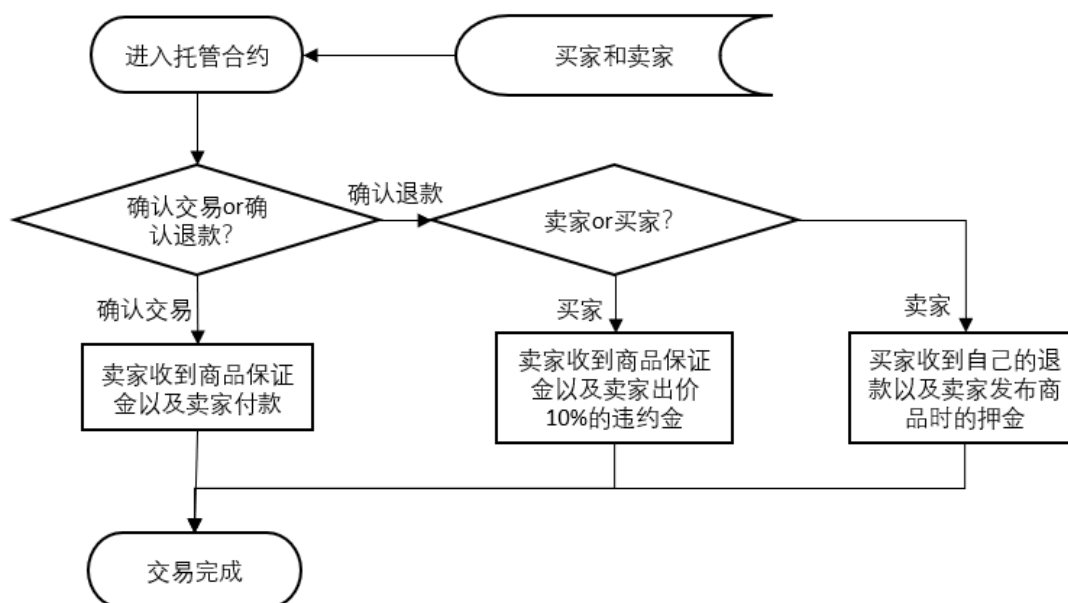 进入托管合约
买家和卖家
确认交易or确
认退款?
确认退款
卖家or买家?
确认交易
买家
卖家
卖家收到商品保证
金以及卖家付款
卖家收到商品保证
金以及卖家出价
10%的违约金
买家收到自己的退
款以及卖家发布商
品时的押金
交易完成